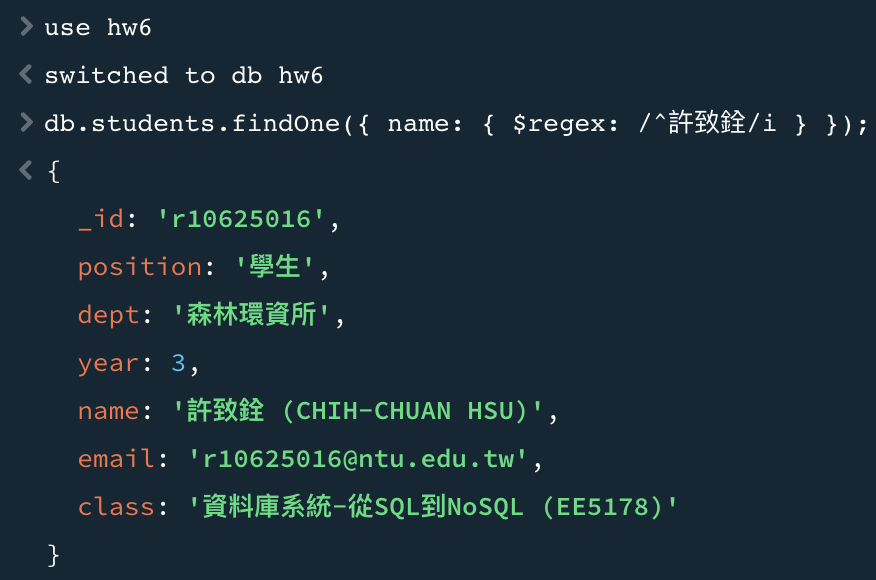 > use hw6
< switched to db hw6
> db.students.findOne({ name: { $regex: /^許致銓/i } });
< {
_id: 'r10625016',
position: '學生',
dept: '森林環資所',
year: 3,
name: '許致銓 (CHIH-CHUAN HSU)',
email: 'r10625016@ntu.edu.tw',
class: '資料庫系統-從SQL到NoSQL (EE5178)'
}